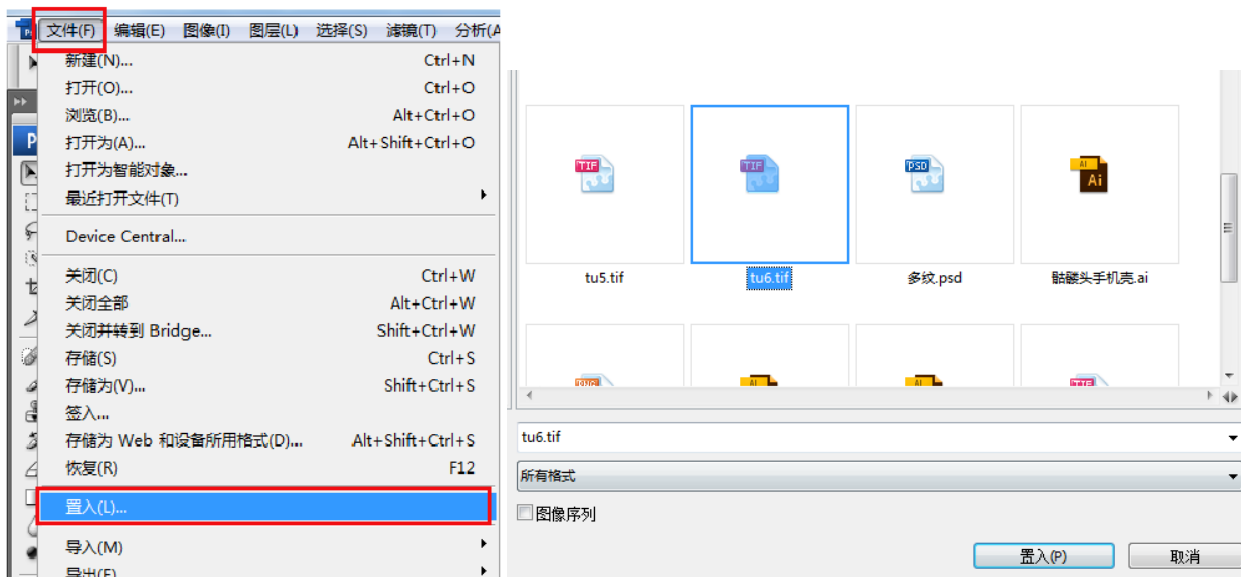 文件(F) 编辑(E) 图像(I) 图层(L) 选择(S) 滤镜(T) 分析(A
新建(N)... Ctrl+N
打开(O)... Ctrl+O
浏览(B)... Alt+Ctrl+O
打开为(A)... Alt+Shift+Ctrl+O
打开为智能对象...
最近打开文件(T)
Device Central...
关闭(C) Ctrl+W
关闭全部 Alt+Ctrl+W
关闭并转到 Bridge... Shift+Ctrl+W
存储(S) Ctrl+S
存储为(V)... Shift+Ctrl+S
签入...
存储为 Web 和设备所用格式(D)... Alt+Shift+Ctrl+S
恢复(R) F12
置入(L)...
导入(M)
导出(E)
TIF TIF PSD Ai Ai
tu5.tif tu6.tif 多纹.psd 骷髅头手机壳.ai
tu6.tif
所有格式
图像序列
置入(P) 取消